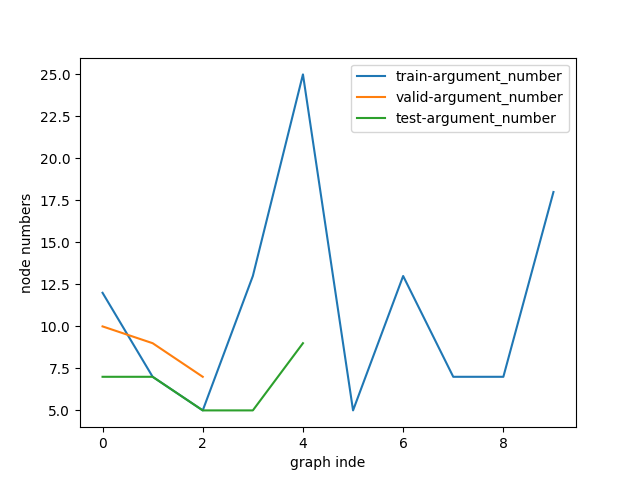 train-argument_number
valid-argument_number
test-argument_number
25.0
22.5
20.0
17.5
15.0
12.5
10.0
7.5
5.0
node numbers
0 2 4 6 8
graph inde